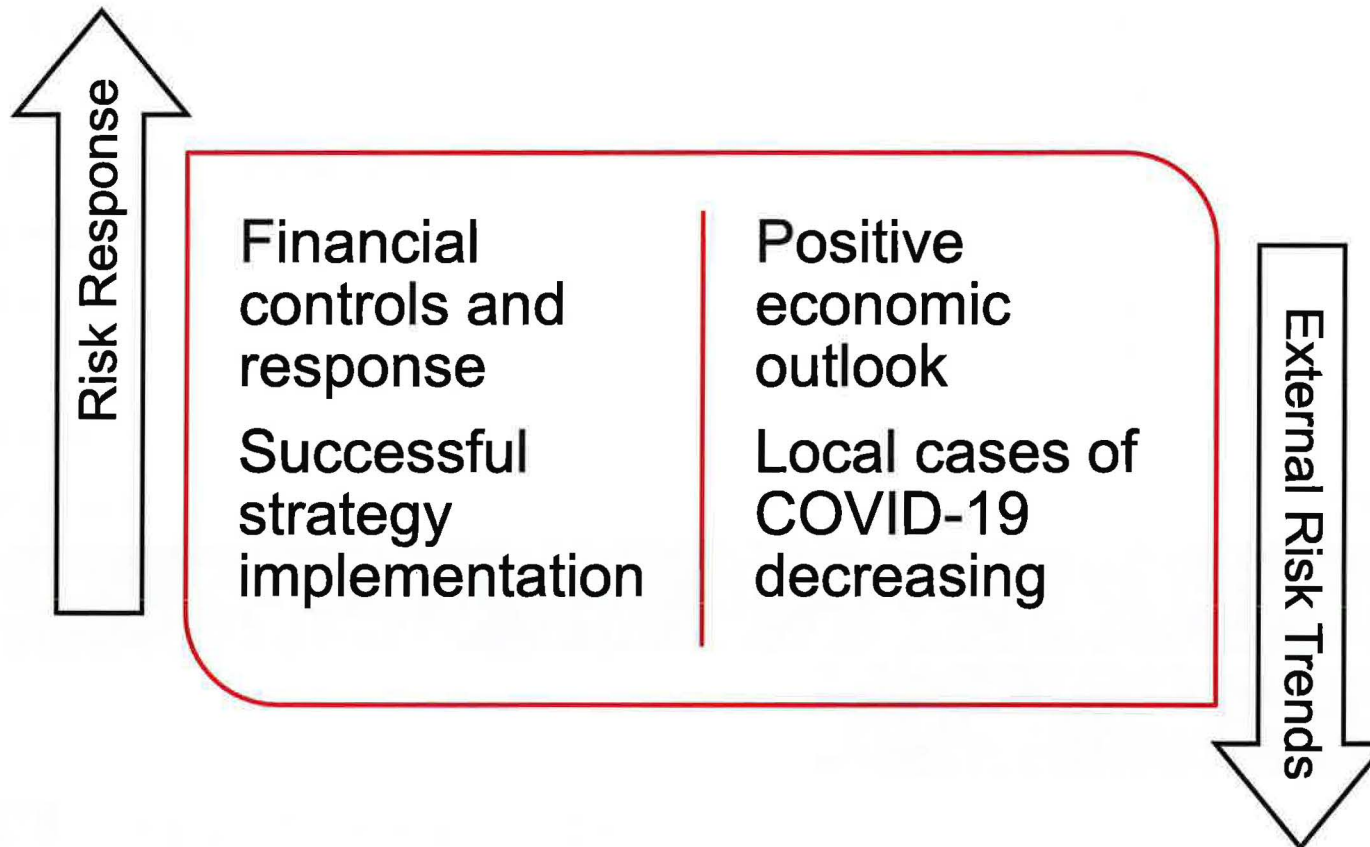 Risk Response
Financial
controls and
response
Successful
strategy
implementation
Positive
economic
outlook
Local cases of
COVID-19
decreasing
External Risk Trends